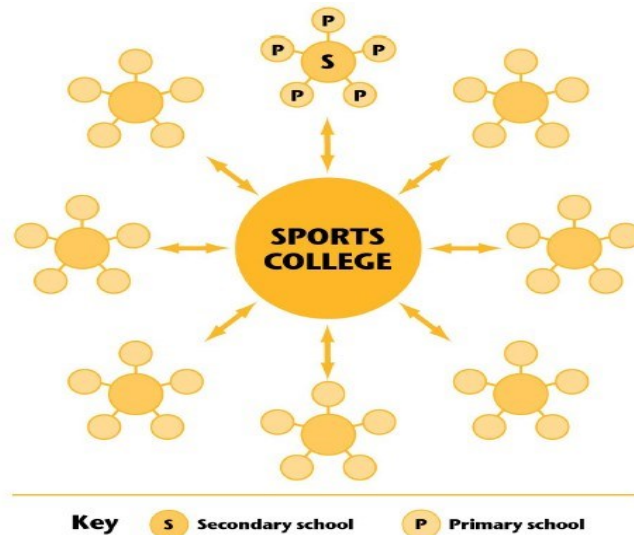 P
P S P
P P
SPORTS
COLLEGE
Key S Secondary school P Primary school